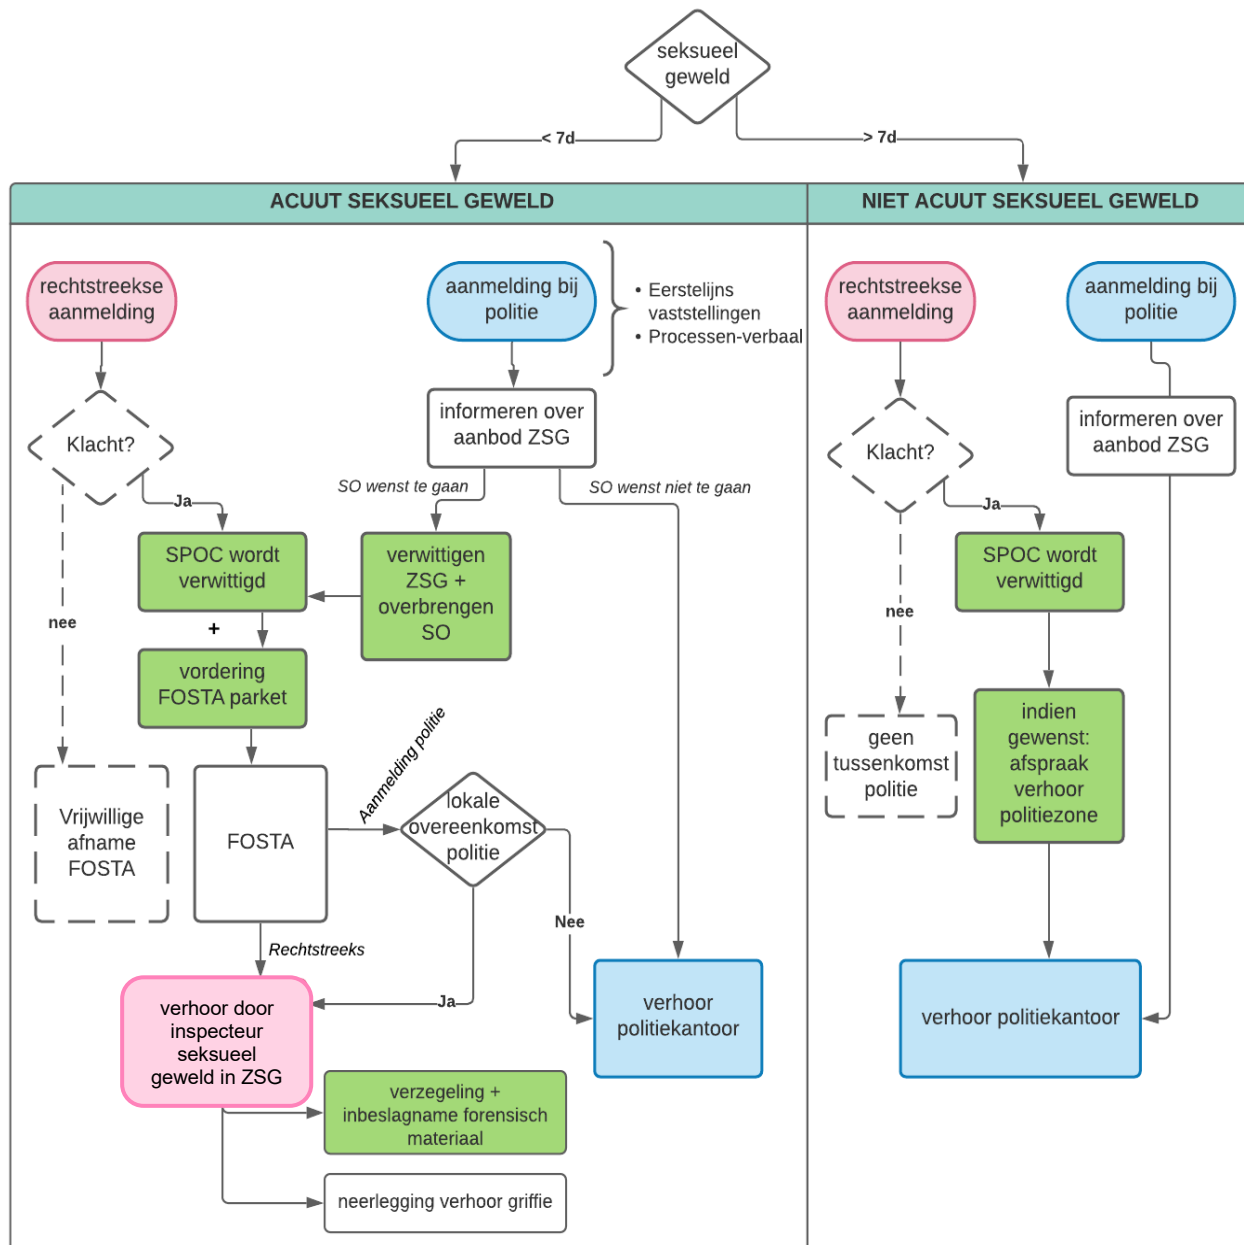 seksueel
geweld
< 7d
> 7d
ACUUT SEKSUEEL GEWELD
NIET ACUUT SEKSUEEL GEWELD
rechtstreekse
aanmelding
aanmelding bij
politie
• Eerstelijns
vaststellingen
• Processen-verbaal
Klacht?
informeren over
aanbod ZSG
Ja
SO wenst te gaan
SO wenst niet te gaan
SPOC wordt
verwittigd
verwittigen
ZSG +
overbrengen
SO
nee
+
vordering
FOSTA parket
Vrijwillige
afname
FOSTA
FOSTA
Aanmelding politie
lokale
overeenkomst
politie
Nee
Rechtstreeks
Ja
verhoor door
inspecteur
seksueel
geweld in ZSG
verhoor
politiekantoor
verzegeling +
inbeslagname forensisch
materiaal
neerlegging verhoor griffie
rechtstreekse
aanmelding
aanmelding bij
politie
Klacht?
informeren over
aanbod ZSG
Ja
SPOC wordt
verwittigd
nee
geen
tussenkomst
politie
indien
gewenst:
afspraak
verhoor
politiezone
verhoor politiekantoor